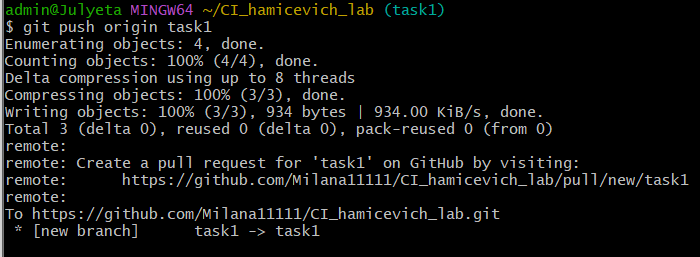 admin@Julyeta MINGW64 ~/CI_hamicevich_lab (task1)
$ git push origin task1
Enumerating objects: 4, done.
Counting objects: 100% (4/4), done.
Delta compression using up to 8 threads
Compressing objects: 100% (3/3), done.
Writing objects: 100% (3/3), 934 bytes | 934.00 KiB/s, done.
Total 3 (delta 0), reused 0 (delta 0), pack-reused 0 (from 0)
remote:
remote: Create a pull request for 'task1' on GitHub by visiting:
remote:      https://github.com/Milana11111/CI_hamicevich_lab/pull/new/task1
remote:
To https://github.com/Milana11111/CI_hamicevich_lab.git
 * [new branch]      task1 -> task1